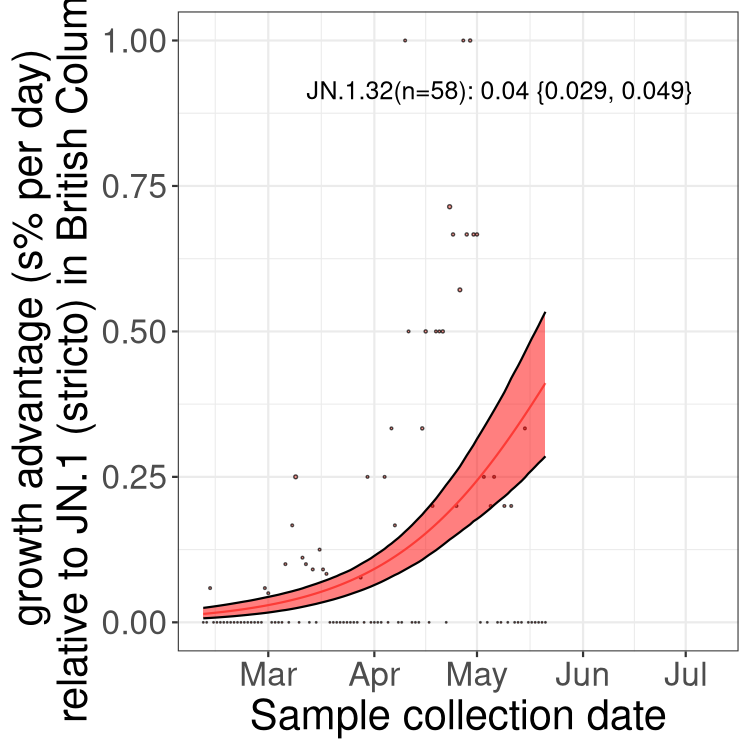 growth advantage (s% per day)
relative to JN.1 (stricto) in British Colum
1.00
0.75
0.50
0.25
0.00
JN.1.32(n=58): 0.04 {0.029, 0.049}
Mar Apr May Jun Jul
Sample collection date